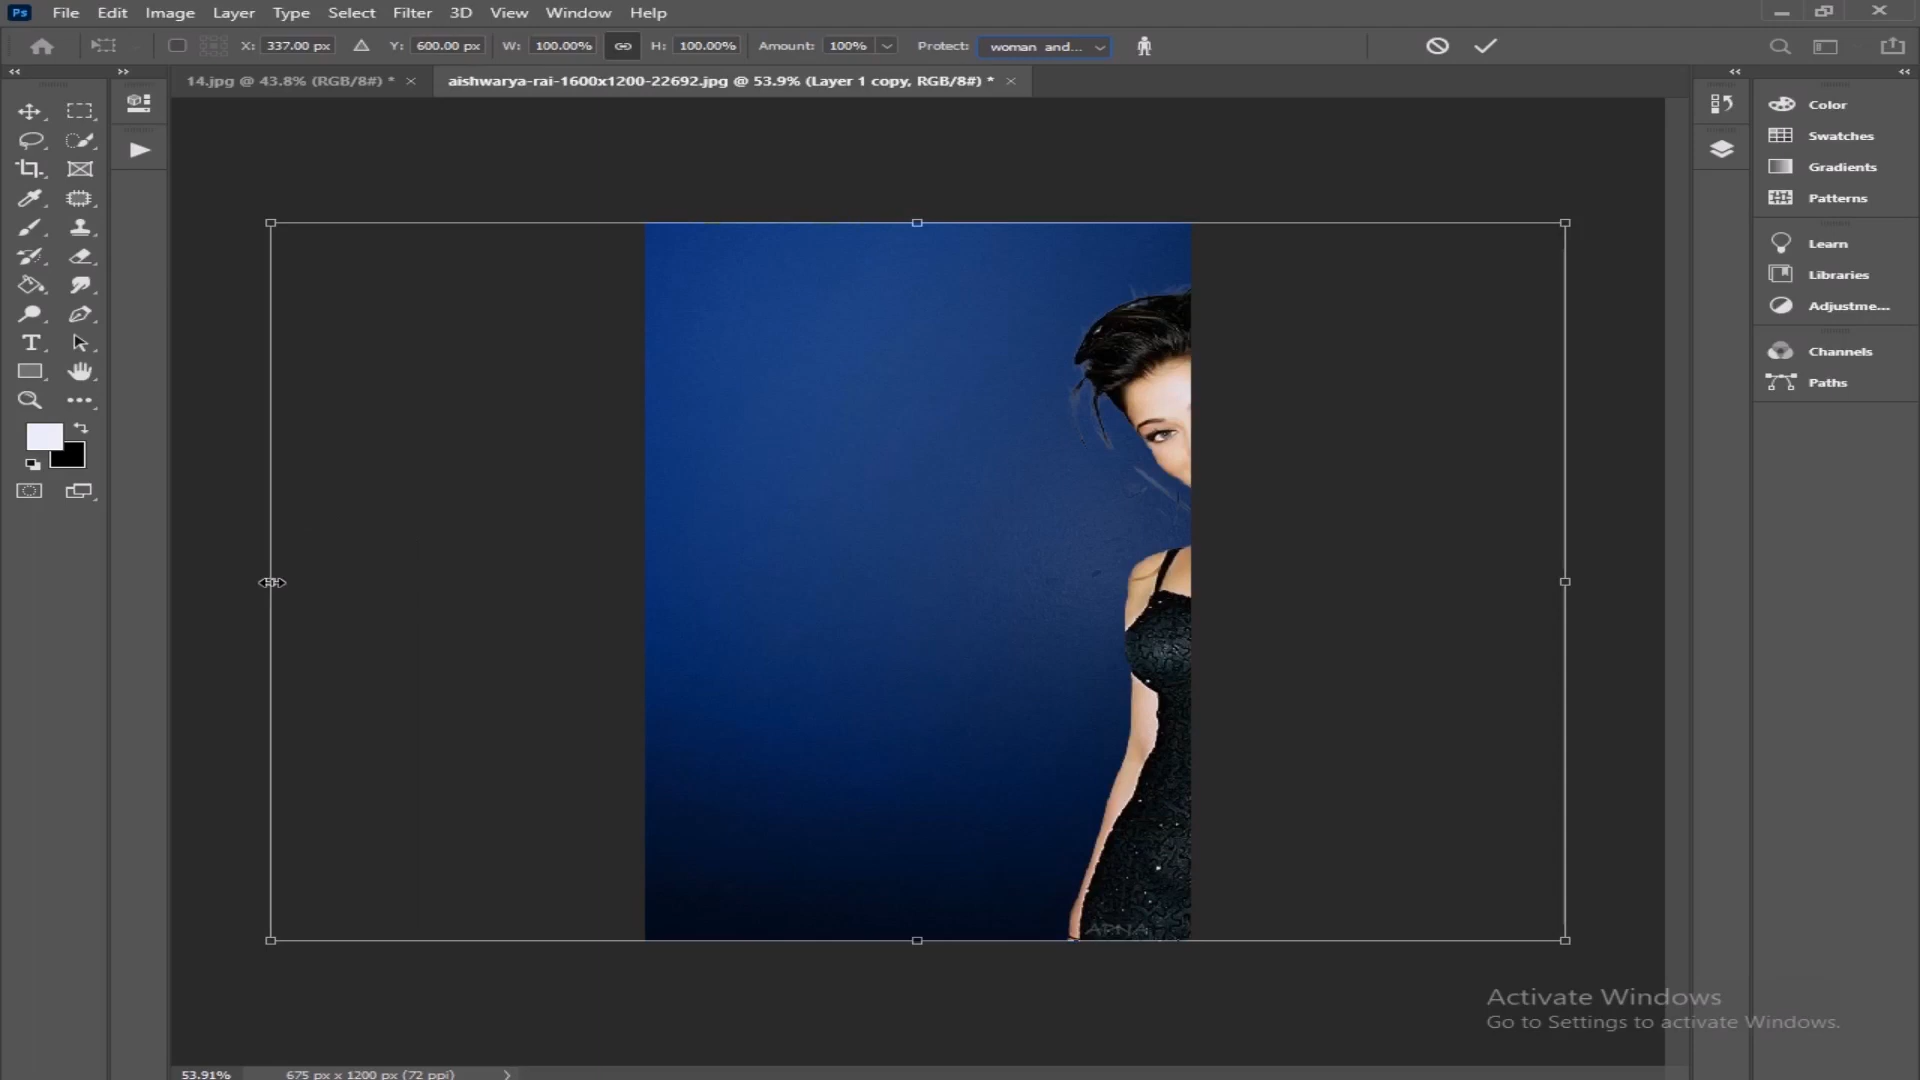 Ps File Edit Image Layer Type Select Filter 3D View Window Help
X: 337.00 px Y: 600.00 px W: 100.00% H: 100.00% Amount: 100% Protect: woman and...
14.jpg @ 43.8% (RGB/8#) * aishwarya-rai-1600x1200-22692.jpg @ 53.9% (Layer 1 copy, RGB/8#) *
Color
Swatches
Gradients
Patterns
Learn
Libraries
Adjustme...
Channels
Paths
APNA
Activate Windows
Go to Settings to activate Windows.
53.91% 675 px x 1200 px (72 ppi)